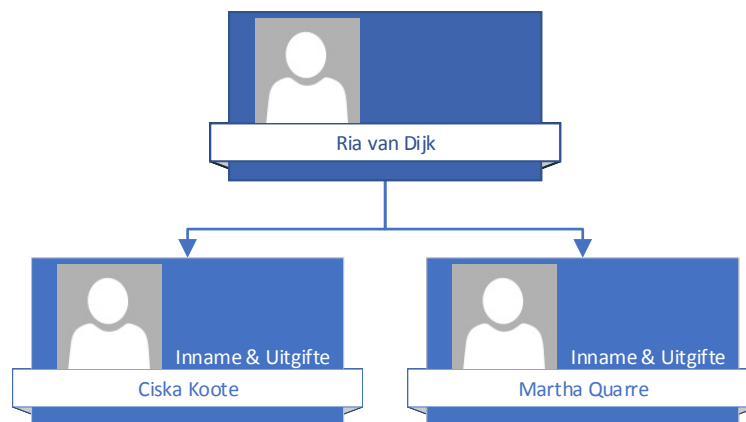 Ria van Dijk
Inname & Uitgifte
Ciska Koote
Inname & Uitgifte
Martha Quarre